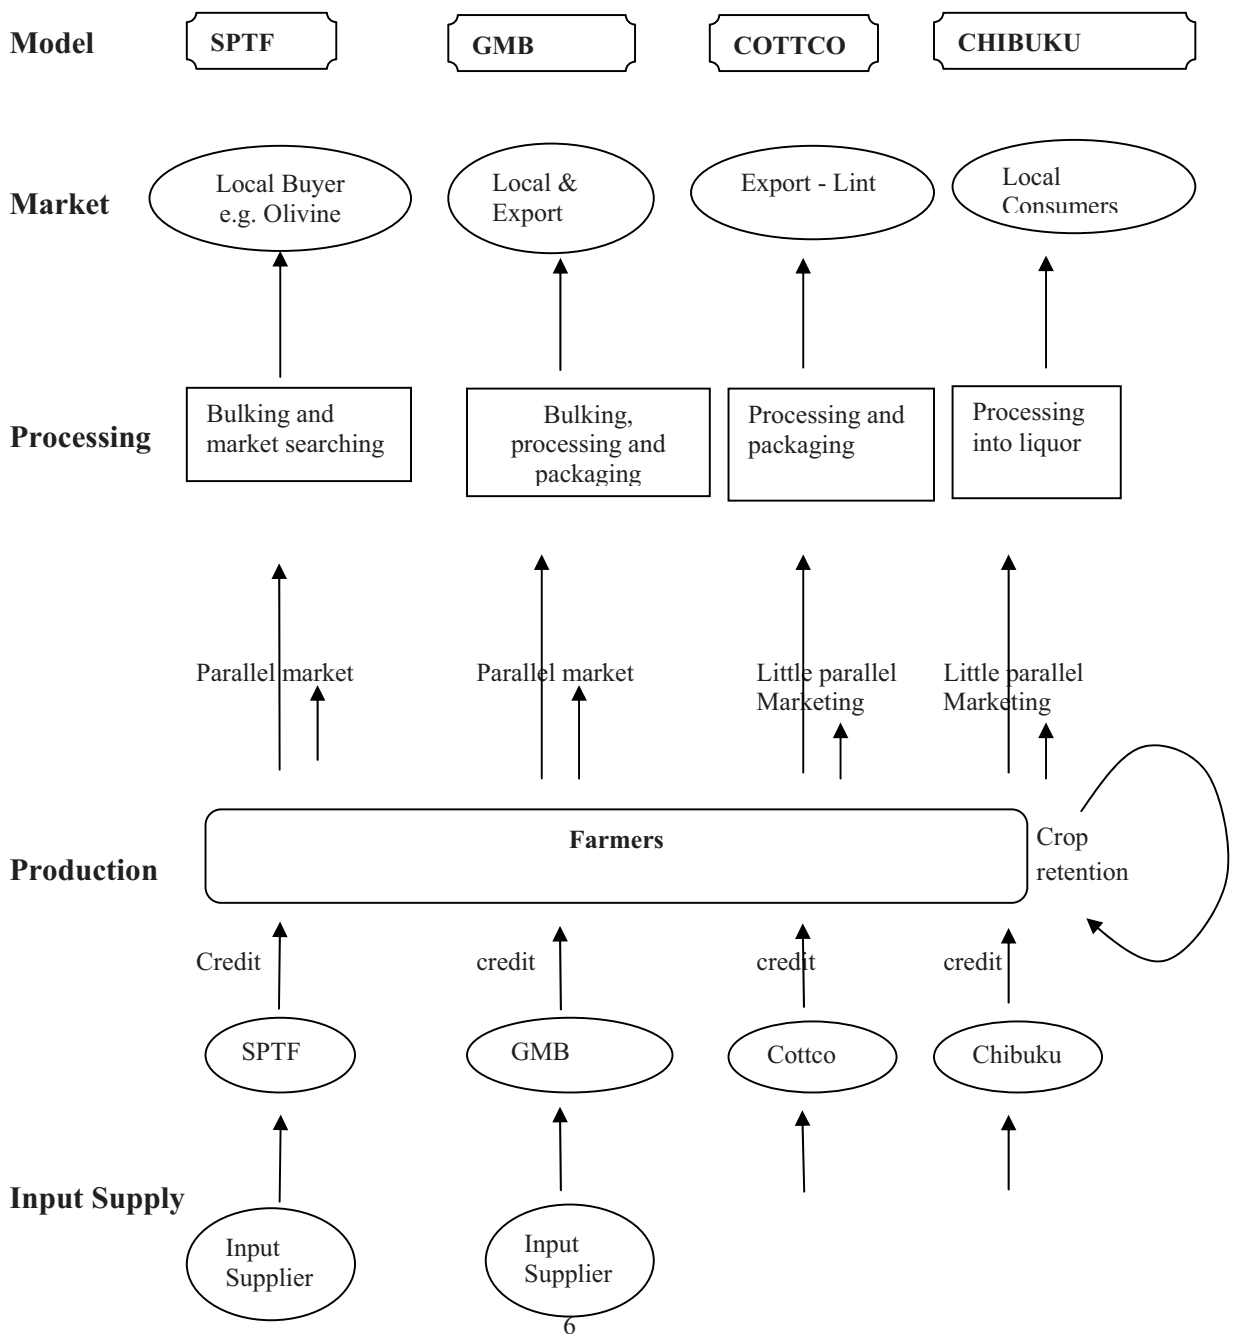 Model
SPTF
GMB
COTTCO
CHIBUKU
Market
Local Buyer
e.g. Olivine
Local &
Export
Export - Lint
Local
Consumers
Processing
Bulking and
market searching
Bulking,
processing and
packaging
Processing and
packaging
Processing
into liquor
Parallel market
Parallel market
Little parallel
Marketing
Little parallel
Marketing
Production
Farmers
Crop
retention
Credit
credit
credit
credit
SPTF
GMB
Cottco
Chibuku
Input Supply
Input
Supplier
Input
Supplier
6